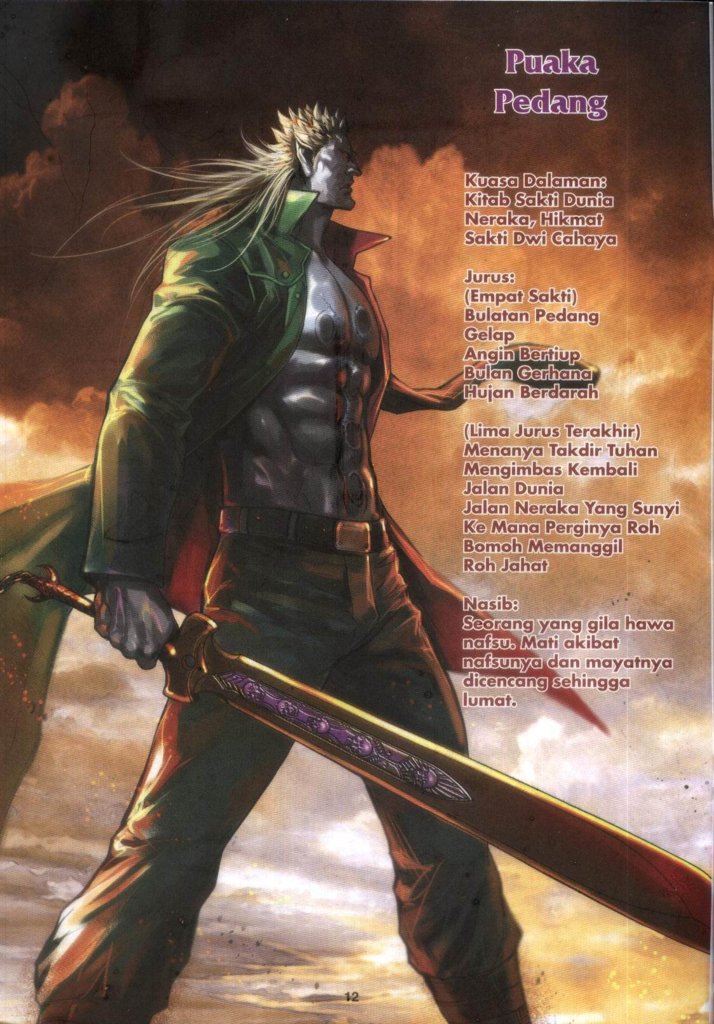 Puaka
Pedang
Kuasa Dalaman:
Kitab Sakti Dunia
Neraka, Hikmat
Sakti Dwi Cahaya
Jurus:
(Empat Sakti)
Bulatan Pedang
Gelap
Angin Bertiup
Bulan Gerhana
Hujan Berdarah
(Lima Jurus Terakhir)
Menanya Takdir Tuhan
Mengimbas Kembali
Jalan Dunia
Jalan Neraka Yang Sunyi
Ke Mana Perginya Roh
Bomoh Memanggil
Roh Jahat
Nasib:
Seorang yang gila hawa
nafsu. Mati akibat
nafsunya dan mayatnya
dicencang sehingga
lumat.
12